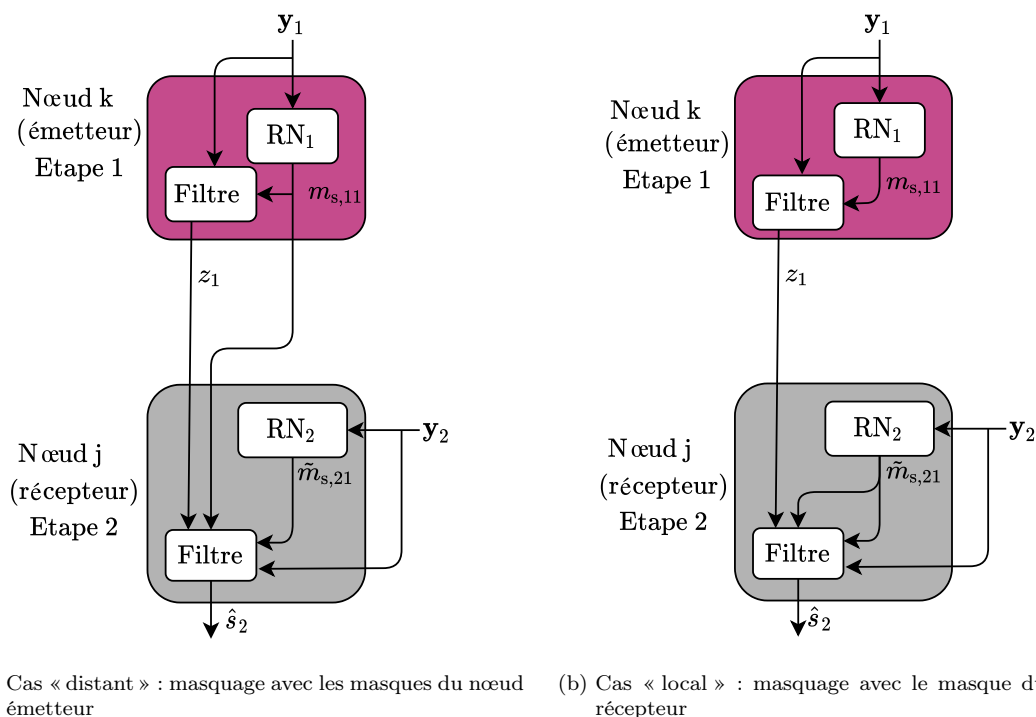 y₁
Nœud k
(émetteur)
Etape 1
RN₁
Filtre
mₛ,₁₁
z₁
Nœud j
(récepteur)
Etape 2
RN₂
y₂
m̃ₛ,₂₁
Filtre
ŝ₂
Cas « distant » : masquage avec les masques du nœud
émetteur
y₁
Nœud k
(émetteur)
Etape 1
RN₁
Filtre
mₛ,₁₁
z₁
Nœud j
(récepteur)
Etape 2
RN₂
y₂
m̃ₛ,₂₁
Filtre
ŝ₂
(b) Cas « local » : masquage avec le masque
récepteur